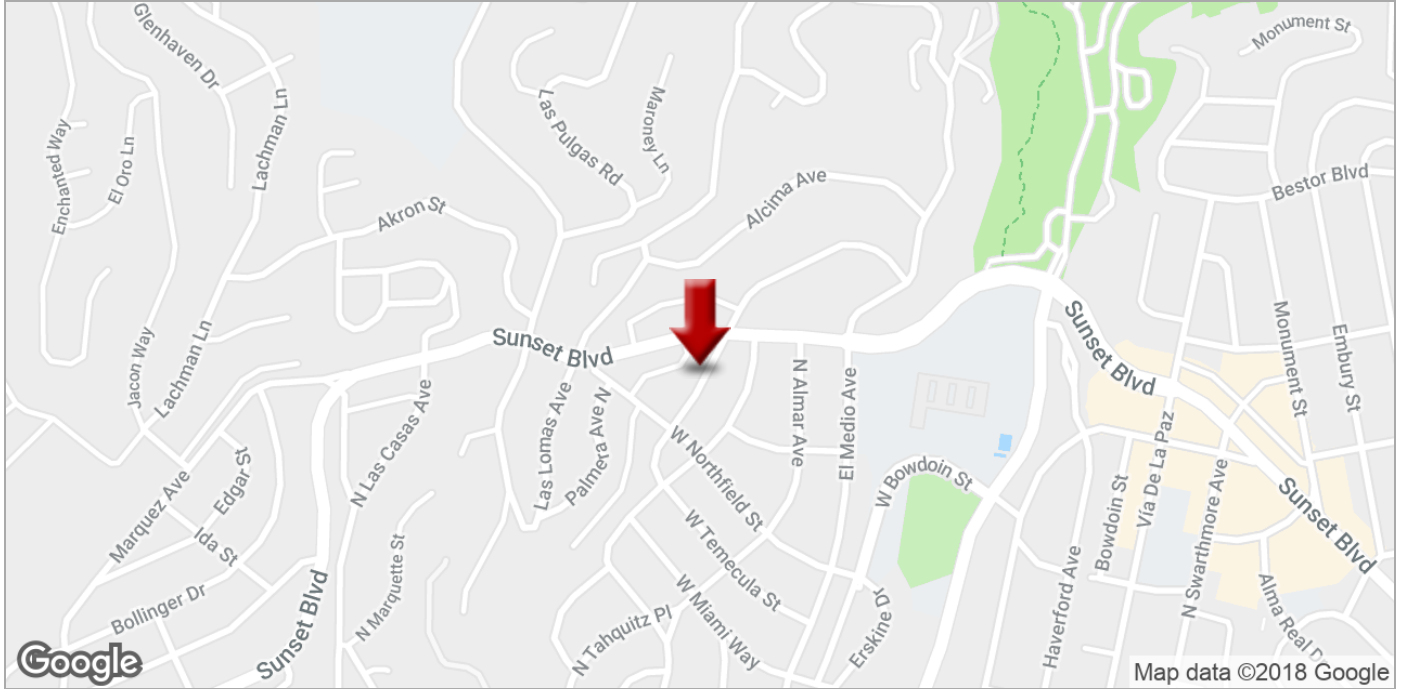 Glenhaven Dr
Monument St
Lachman Ln
Las Pulgas Rd
Maroney Ln
Enchanted Way
El Oro Ln
Bestor Blvd
Alcima Ave
Akron St
Sunset Blvd
Sunset Blvd
Jacon Way
Lachman Ln
Monument St
Embury St
N Las Casas Ave
Las Lomas Ave
Palmera Ave N
N Almar Ave
El Medio Ave
W Northfield St
W Bowdoin St
Via De La Paz
Marquez Ave
Edgar St
Ida St
Bowdoin St
N Swarthmore Ave
Sunset Blvd
W Temecula St
N Marquette St
Bollinger Dr
Sunset Blvd
N Tahquitz Pl
W Miami Way
Erskine Dr
Haverford Ave
Alma Real D
Google
Map data ©2018 Google